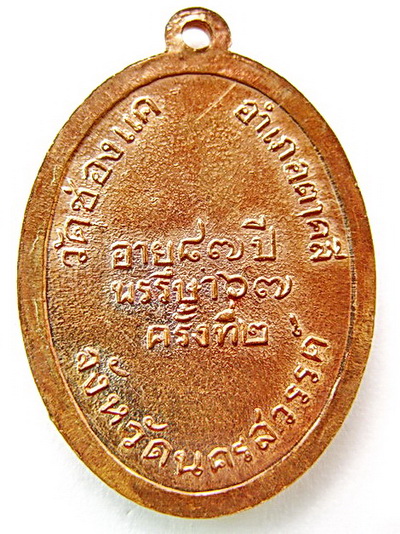 วัดช่องแค
อำเภอตาคลี
อายุ๘๗ปี
พรรษา๖๗
ครั้งที่๒
จังหวัดนครสวรรค์